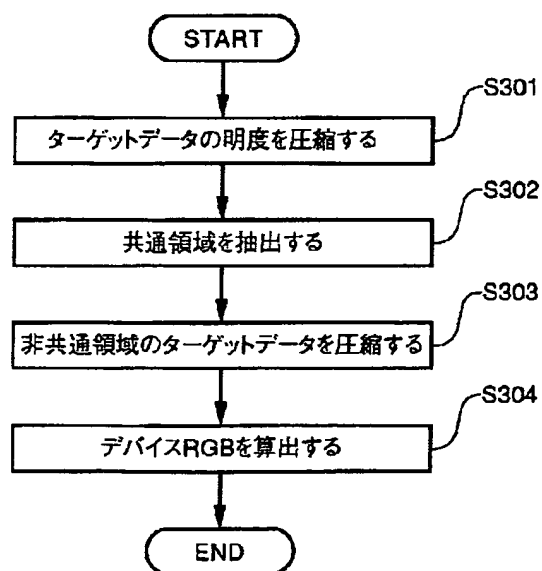 START
S301
ターゲットデータの明度を圧縮する
S302
共通領域を抽出する
S303
非共通領域のターゲットデータを圧縮する
S304
デバイスRGBを算出する
END